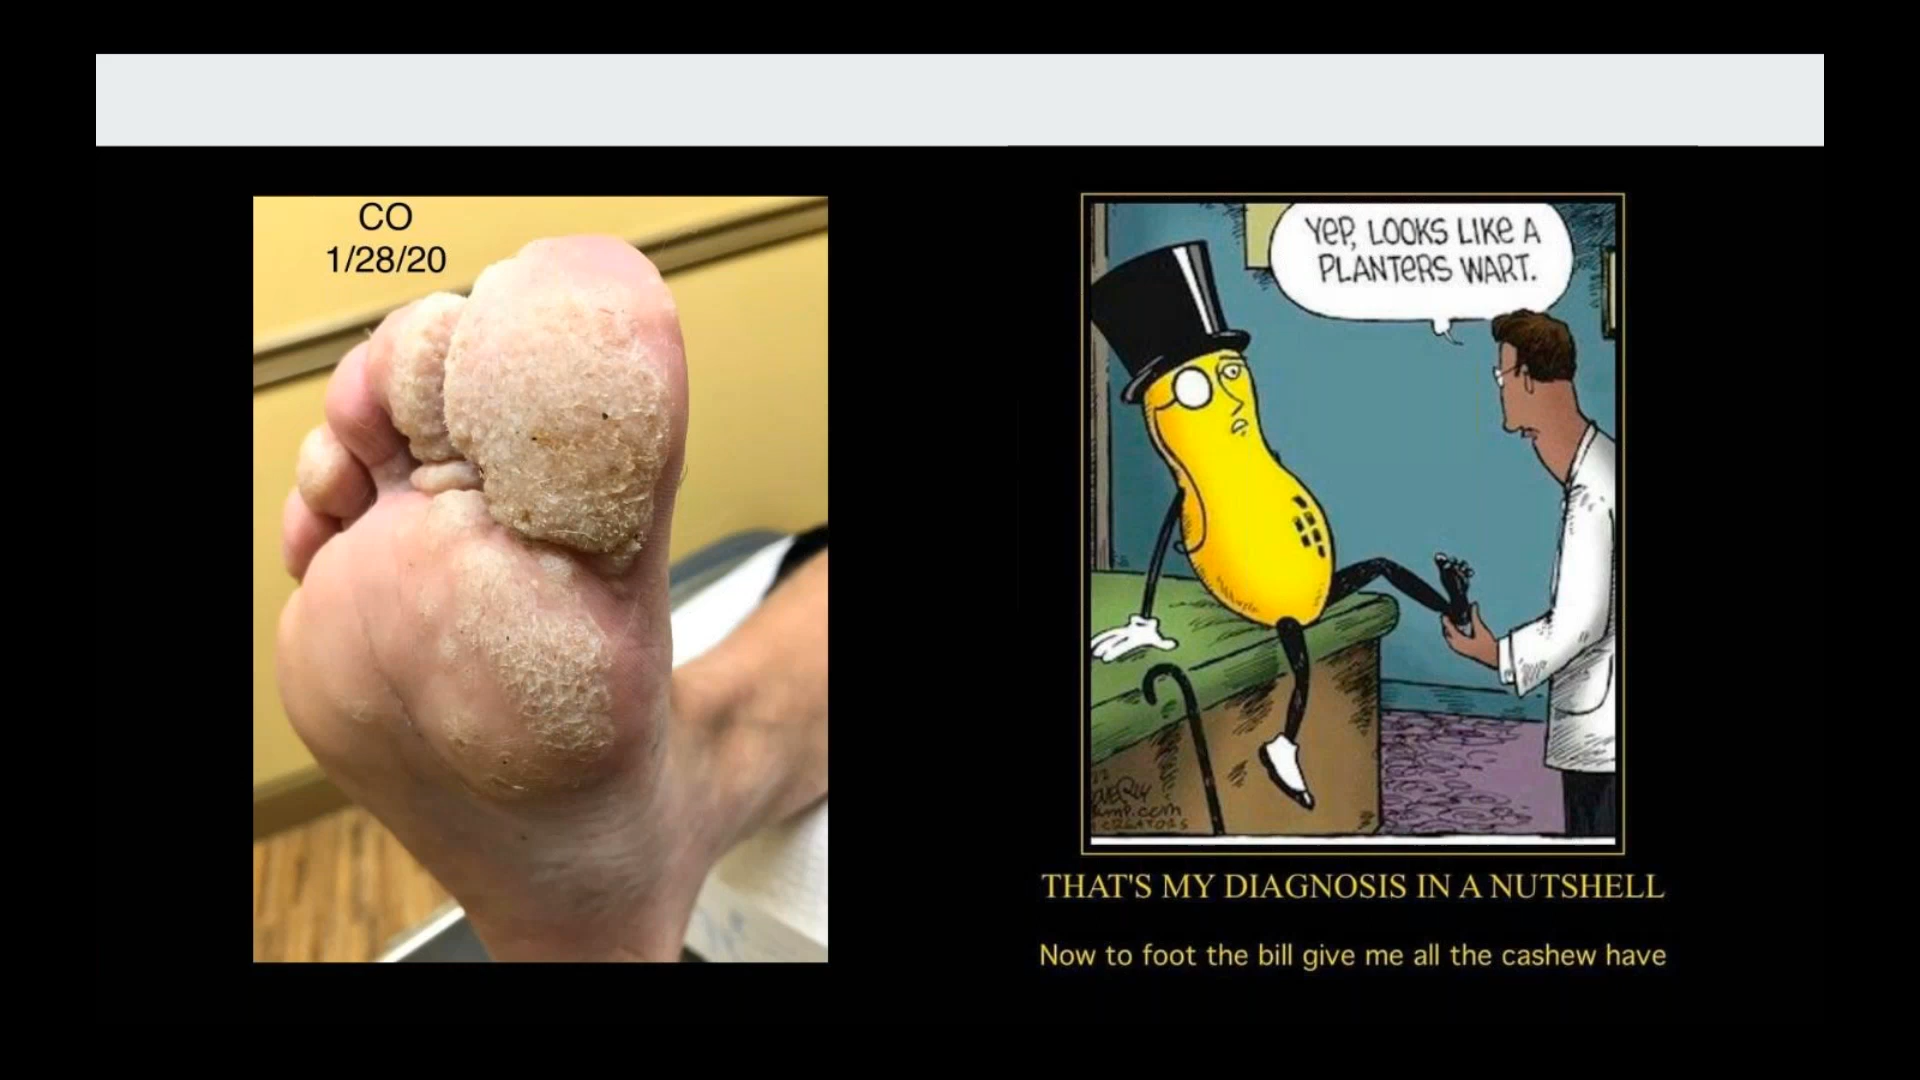 CO
1/28/20
YEP, LOOKS LIKE A
PLANTERS WART.
THAT'S MY DIAGNOSIS IN A NUTSHELL
Now to foot the bill give me all the cashew have